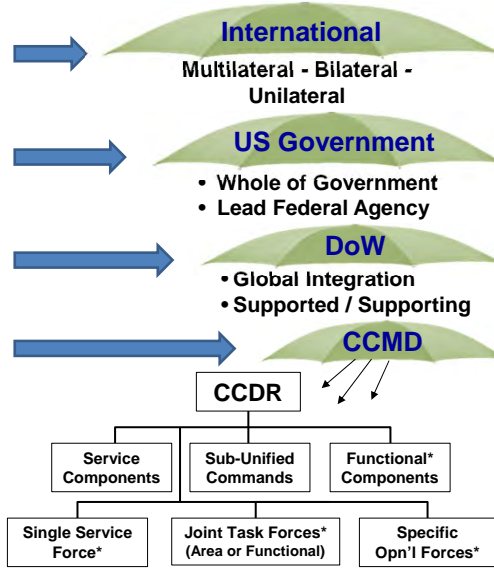 International
Multilateral - Bilateral -
Unilateral
US Government
• Whole of Government
• Lead Federal Agency
DoW
• Global Integration
• Supported / Supporting
CCMD
CCDR
Service
Components
Sub-Unified
Commands
Functional*
Components
Single Service
Force*
Joint Task Forces*
(Area or Functional)
Specific
Opn'l Forces*